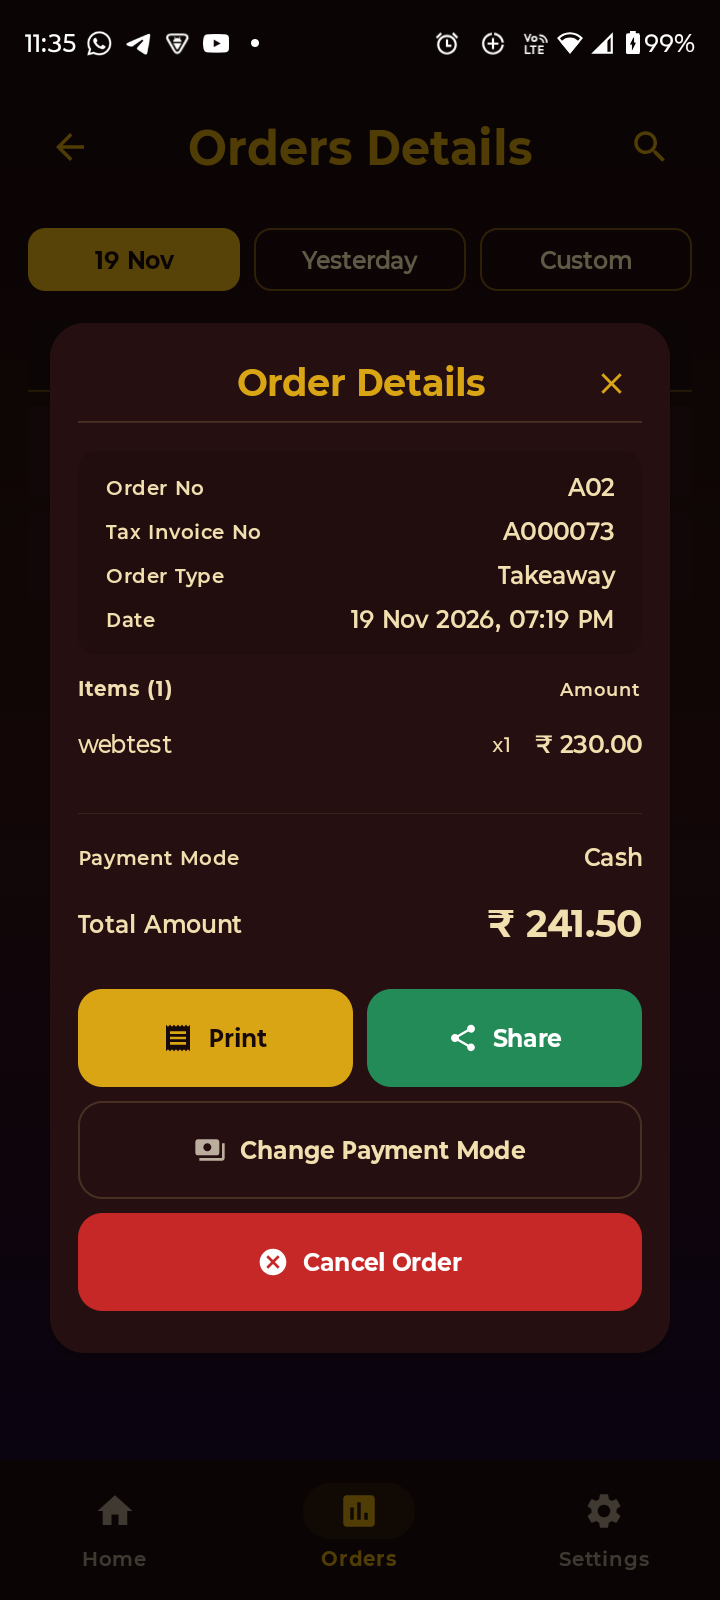 11:35 Vo LTE 99%
Orders Details
19 Nov Yesterday Custom
Order Details
Order No A02
Tax Invoice No A000073
Order Type Takeaway
Date 19 Nov 2026, 07:19 PM
Items (1) Amount
webtest x1 ₹ 230.00
Payment Mode Cash
Total Amount ₹ 241.50
Print Share
Change Payment Mode
Cancel Order
Home Orders Settings